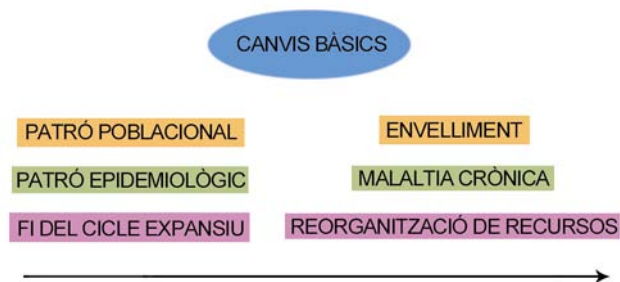 CANVIS BÀSICS
PATRÓ POBLACIONAL
ENVELLIMENT
PATRÓ EPIDEMIOLÒGIC
MALALTIA CRÒNICA
FI DEL CICLE EXPANSIU
REORGANITZACIÓ DE RECURSOS